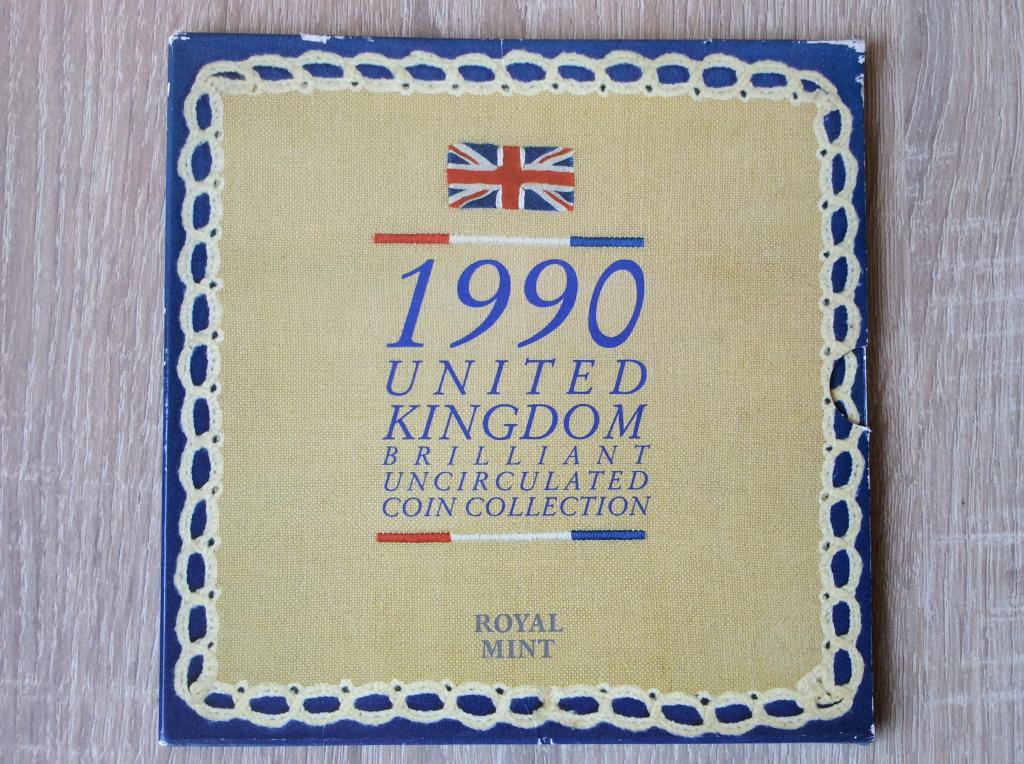 1990
UNITED
KINGDOM
BRILLIANT
UNCIRCULATED
COIN COLLECTION
ROYAL
MINT